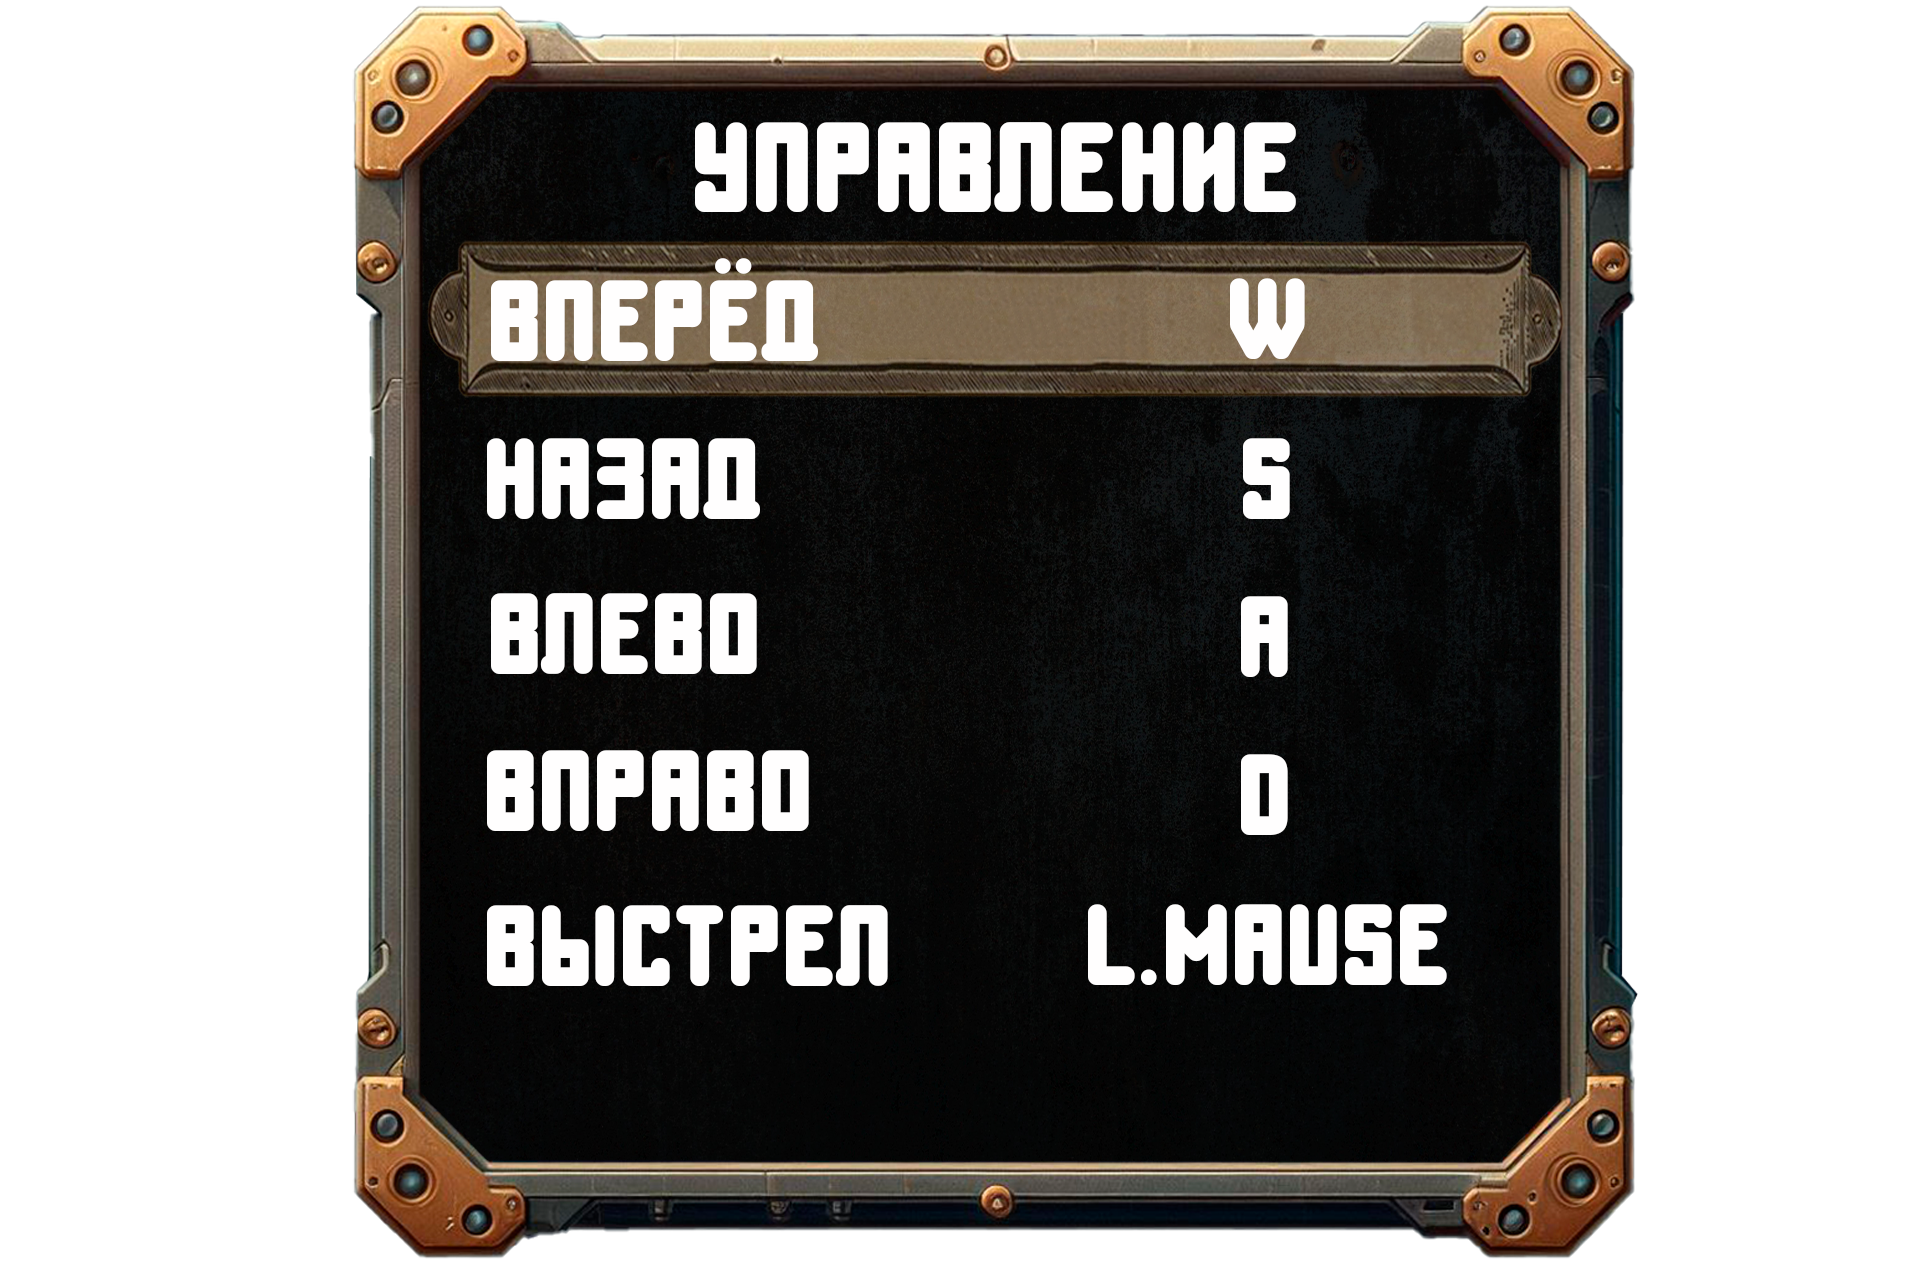 УПРАВЛЕНИЕ
ВПЕРЁД W
НАЗАД S
ВЛЕВО A
ВПРАВО D
ВЫСТРЕЛ L.MAUSE